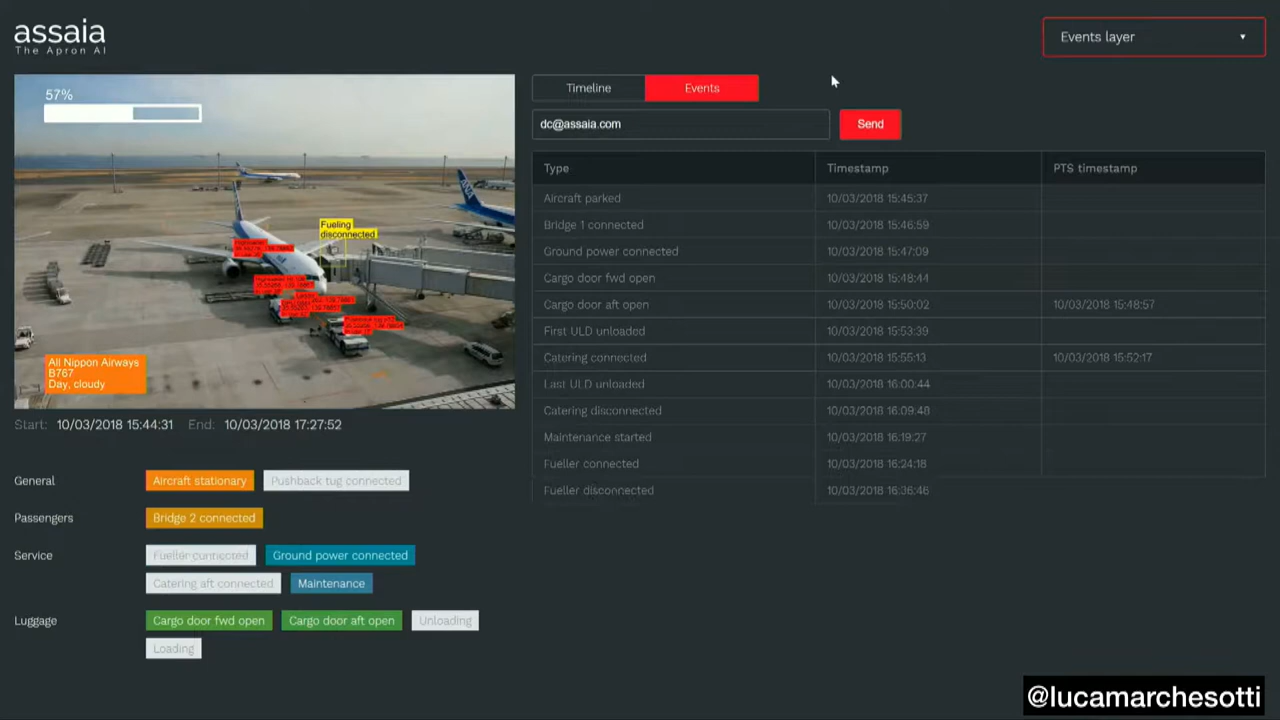 assaia
The Apron AI
Events layer
57%
Fueling
disconnected
All Nippon Airways
B767
Day, cloudy
Start: 10/03/2018 15:44:31 End: 10/03/2018 17:27:52
General Aircraft stationary Pushback tug connected
Passengers Bridge 2 connected
Service Fueller connected Ground power connected
Catering aft connected Maintenance
Luggage Cargo door fwd open Cargo door aft open Unloading
Loading
Timeline Events
dc@assaia.com Send
Type Timestamp PTS timestamp
Aircraft parked 10/03/2018 15:45:37
Bridge 1 connected 10/03/2018 15:46:59
Ground power connected 10/03/2018 15:47:09
Cargo door fwd open 10/03/2018 15:48:44
Cargo door aft open 10/03/2018 15:50:02 10/03/2018 15:48:57
First ULD unloaded 10/03/2018 15:53:39
Catering connected 10/03/2018 15:55:13 10/03/2018 15:52:17
Last ULD unloaded 10/03/2018 16:00:44
Catering disconnected 10/03/2018 16:09:48
Maintenance started 10/03/2018 16:19:27
Fueller connected 10/03/2018 16:24:18
Fueller disconnected 10/03/2018 16:36:46
@lucamarchesotti